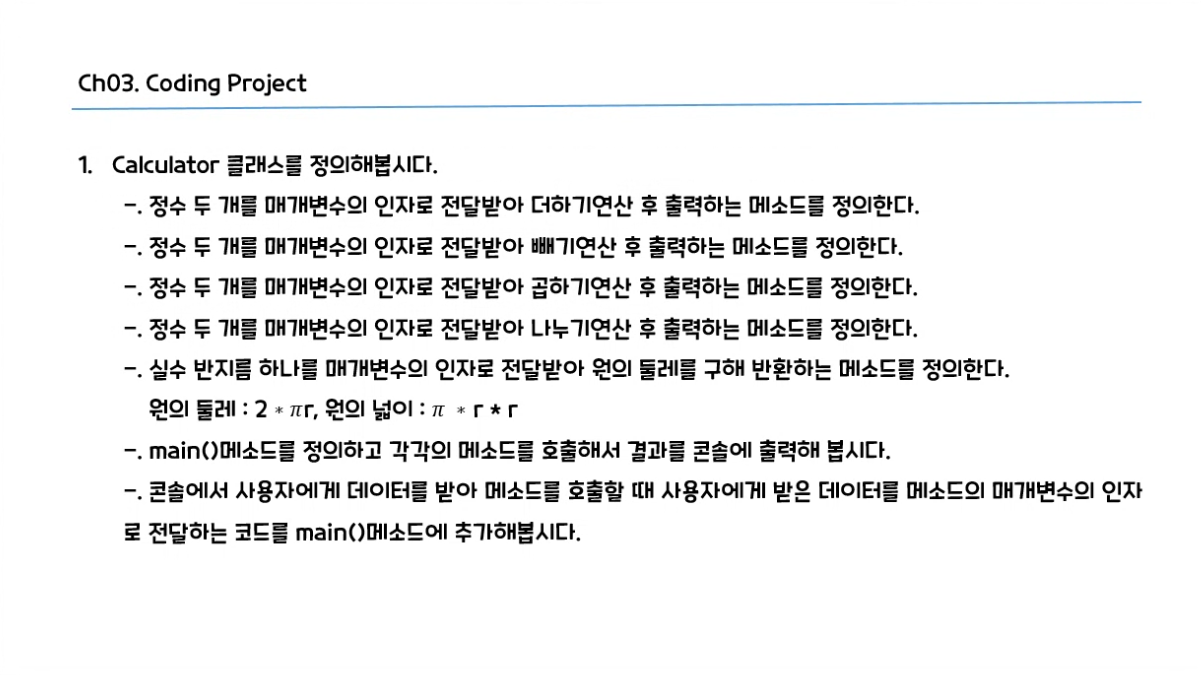 Ch03. Coding Project
1. Calculator 클래스를 정의해봅시다.
-. 정수 두 개를 매개변수의 인자로 전달받아 더하기연산 후 출력하는 메소드를 정의한다.
-. 정수 두 개를 매개변수의 인자로 전달받아 빼기연산 후 출력하는 메소드를 정의한다.
-. 정수 두 개를 매개변수의 인자로 전달받아 곱하기연산 후 출력하는 메소드를 정의한다.
-. 정수 두 개를 매개변수의 인자로 전달받아 나누기연산 후 출력하는 메소드를 정의한다.
-. 실수 반지름 하나를 매개변수의 인자로 전달받아 원의 둘레를 구해 반환하는 메소드를 정의한다.
원의 둘레 : 2 * πr, 원의 넓이 : π * r * r
-. main()메소드를 정의하고 각각의 메소드를 호출해서 결과를 콘솔에 출력해 봅시다.
-. 콘솔에서 사용자에게 데이터를 받아 메소드를 호출할 때 사용자에게 받은 데이터를 메소드의 매개변수의 인자
로 전달하는 코드를 main()메소드에 추가해봅시다.